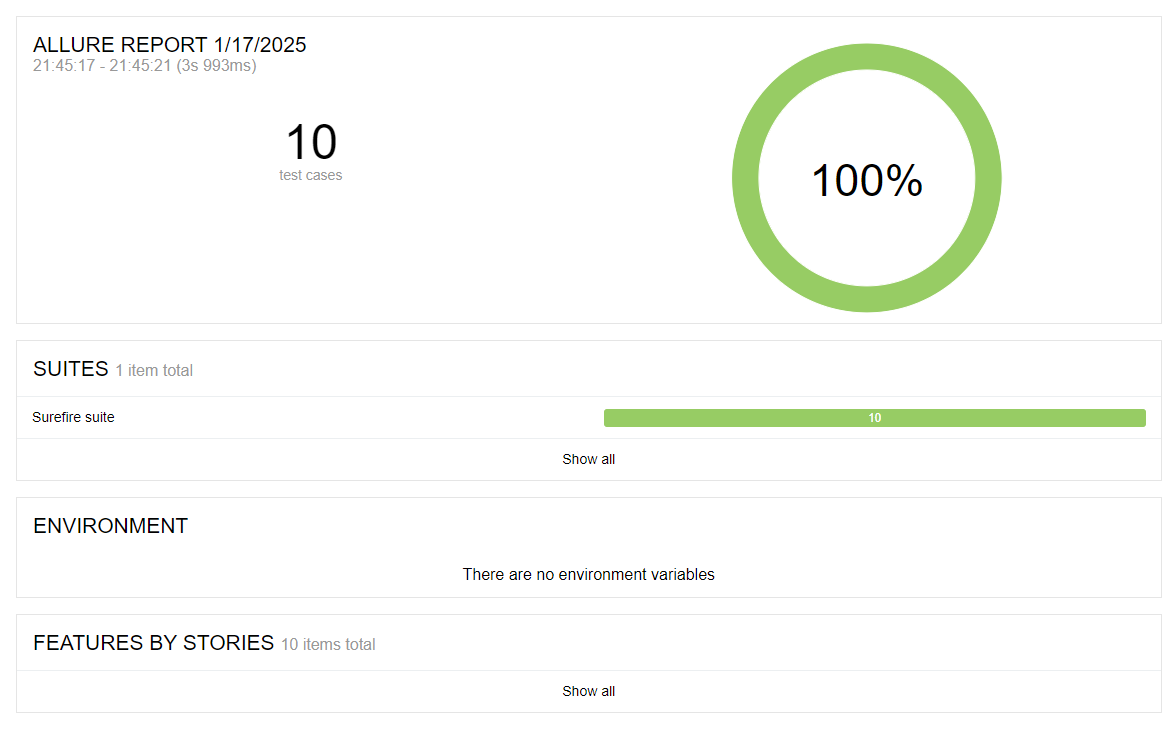 ALLURE REPORT 1/17/2025
21:45:17 - 21:45:21 (3s 993ms)
10
test cases
100%
SUITES 1 item total
Surefire suite 10
Show all
ENVIRONMENT
There are no environment variables
FEATURES BY STORIES 10 items total
Show all